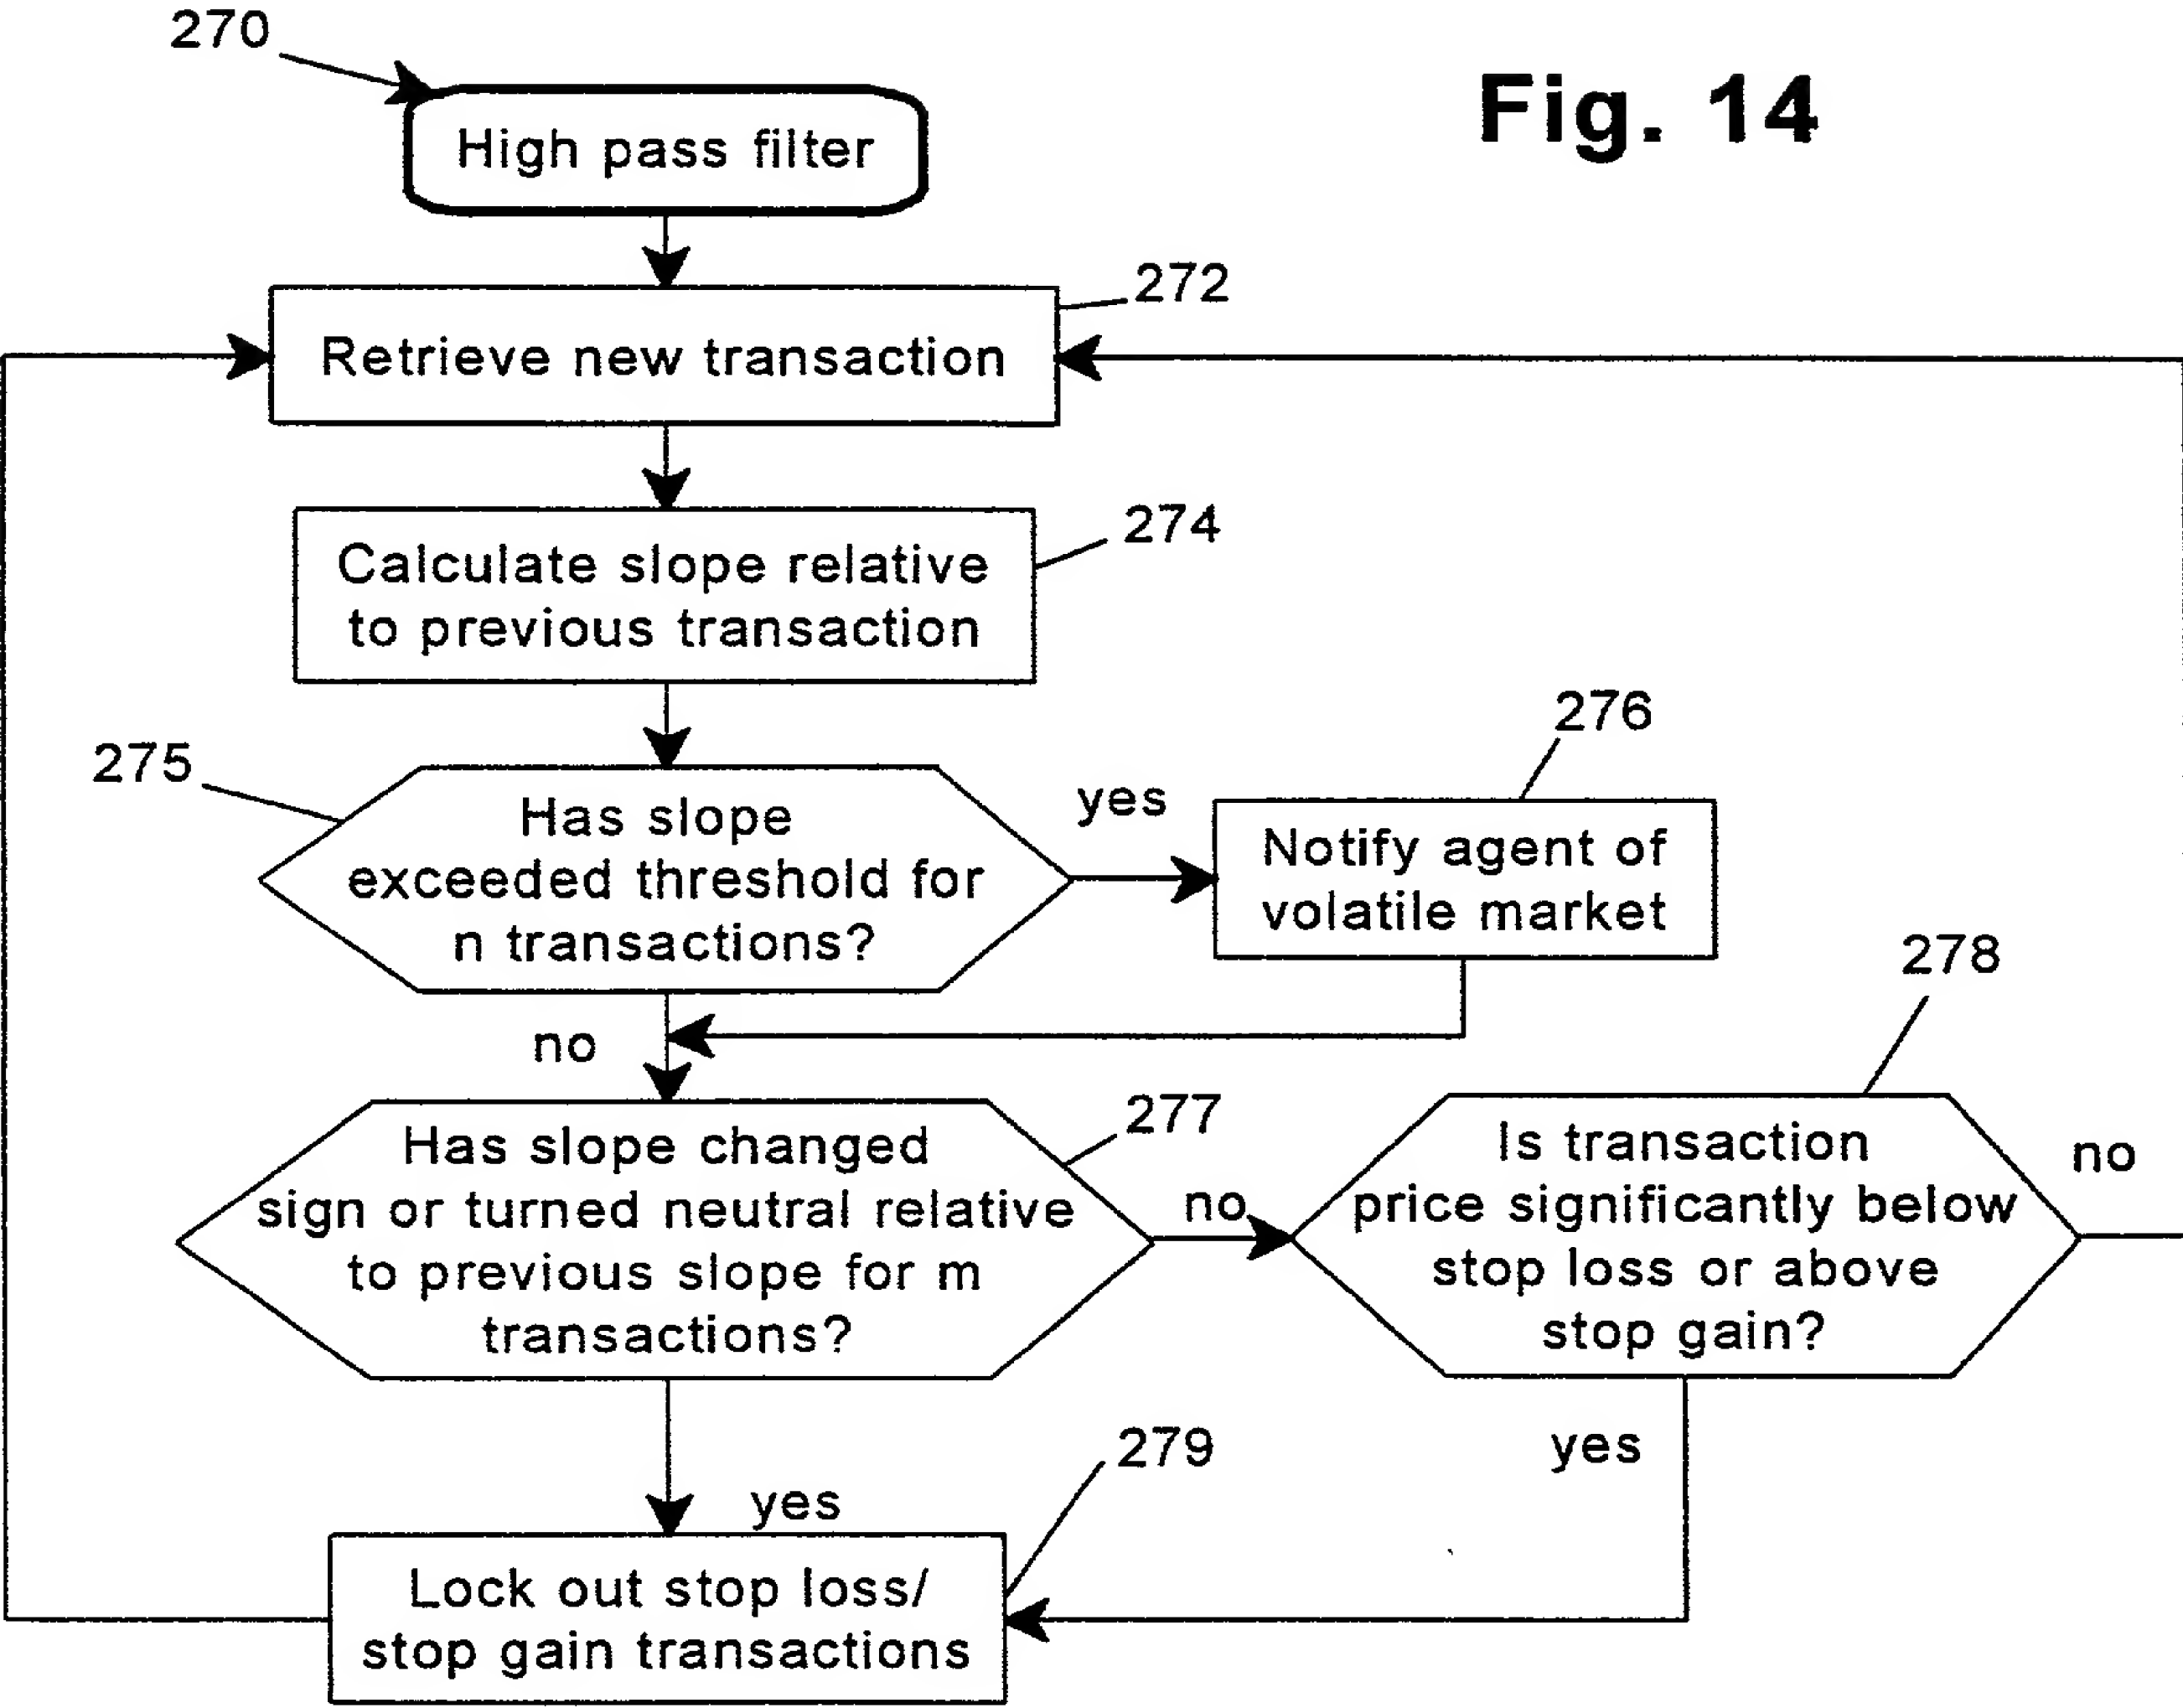 270
Fig. 14
High pass filter
272
Retrieve new transaction
274
Calculate slope relative
to previous transaction
275
276
Has slope
exceeded threshold for
n transactions?
yes
Notify agent of
volatile market
no
278
277
Has slope changed
sign or turned neutral relative
to previous slope for m
transactions?
no
Is transaction
price significantly below
stop loss or above
stop gain?
no
yes
yes
279
Lock out stop loss/
stop gain transactions